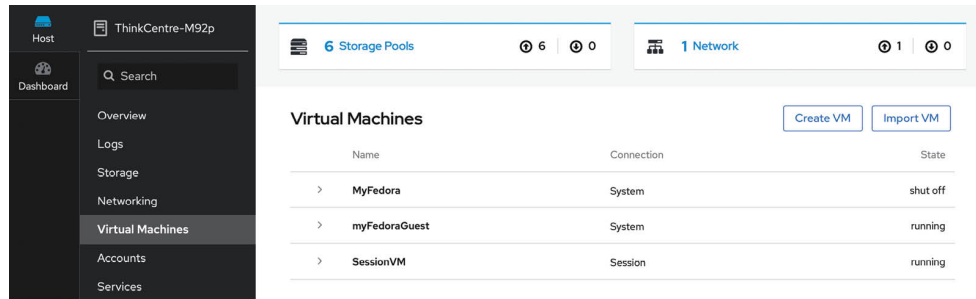 Host
Dashboard
ThinkCentre-M92p
Search
Overview
Logs
Storage
Networking
Virtual Machines
Accounts
Services
6 Storage Pools 6 0
1 Network 1 0
Virtual Machines
Create VM Import VM
Name Connection State
MyFedora System shut off
myFedoraGuest System running
SessionVM Session running